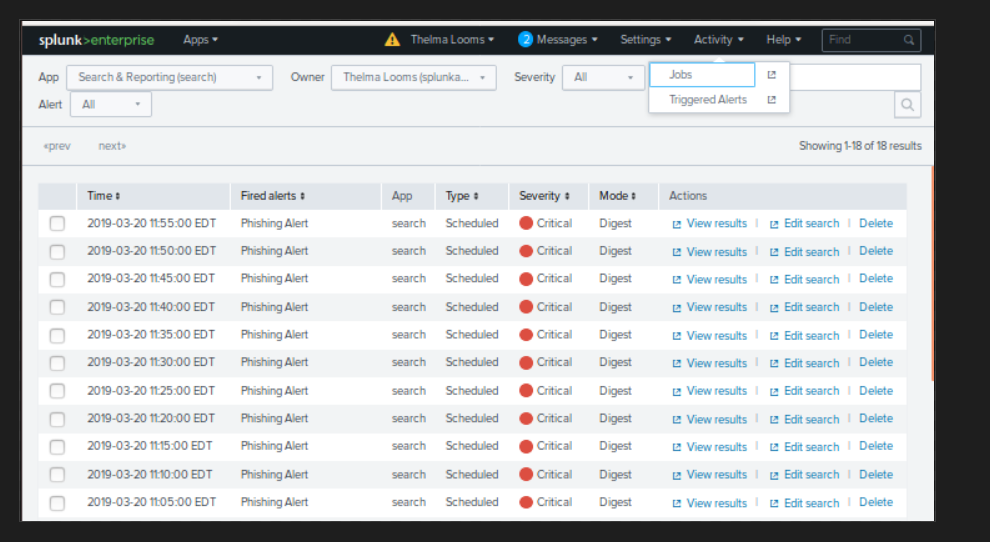 splunk>enterprise Apps Thelma Looms 2 Messages Settings Activity Help Find
App Search & Reporting (search) Owner Thelma Looms (splunka... Severity All
Jobs
Alert All
Triggered Alerts
«prev next» Showing 1-18 of 18 results
Time Fired alerts App Type Severity Mode Actions
2019-03-20 11:55:00 EDT Phishing Alert search Scheduled Critical Digest View results | Edit search | Delete
2019-03-20 11:50:00 EDT Phishing Alert search Scheduled Critical Digest View results | Edit search | Delete
2019-03-20 11:45:00 EDT Phishing Alert search Scheduled Critical Digest View results | Edit search | Delete
2019-03-20 11:40:00 EDT Phishing Alert search Scheduled Critical Digest View results | Edit search | Delete
2019-03-20 11:35:00 EDT Phishing Alert search Scheduled Critical Digest View results | Edit search | Delete
2019-03-20 11:30:00 EDT Phishing Alert search Scheduled Critical Digest View results | Edit search | Delete
2019-03-20 11:25:00 EDT Phishing Alert search Scheduled Critical Digest View results | Edit search | Delete
2019-03-20 11:20:00 EDT Phishing Alert search Scheduled Critical Digest View results | Edit search | Delete
2019-03-20 11:15:00 EDT Phishing Alert search Scheduled Critical Digest View results | Edit search | Delete
2019-03-20 11:10:00 EDT Phishing Alert search Scheduled Critical Digest View results | Edit search | Delete
2019-03-20 11:05:00 EDT Phishing Alert search Scheduled Critical Digest View results | Edit search | Delete